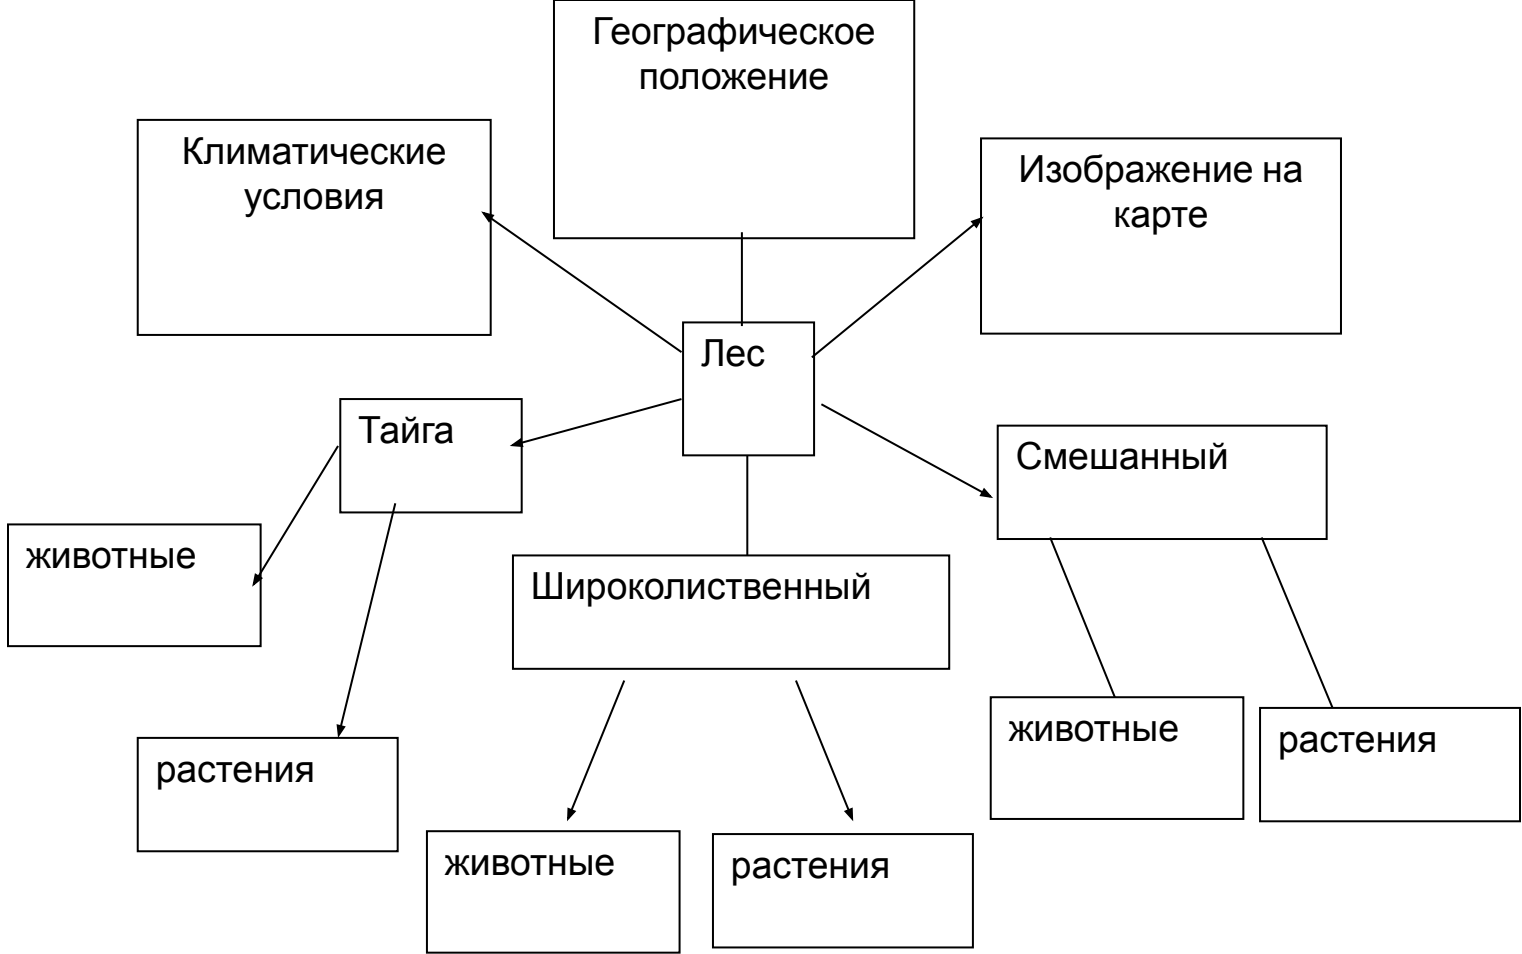 Географическое
положение
Климатические
условия
Изображение на
карте
Лес
Тайга
Смешанный
животные
Широколиственный
растения
животные
растения
животные
растения